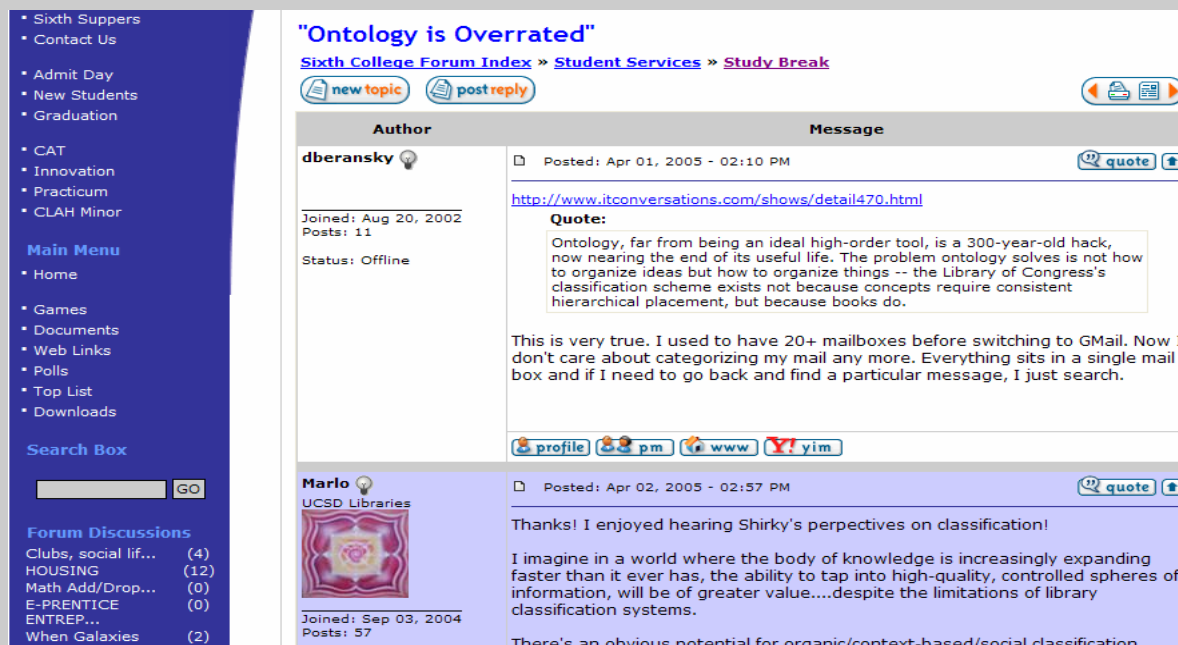 Sixth Suppers
Contact Us
Admit Day
New Students
Graduation
CAT
Innovation
Practicum
CLAH Minor
Main Menu
Home
Games
Documents
Web Links
Polls
Top List
Downloads
Search Box
GO
Forum Discussions
Clubs, social lif... (4)
HOUSING (12)
Math Add/Drop... (0)
E-PRENTICE (0)
ENTREP...
When Galaxies (2)
"Ontology is Overrated"
Sixth College Forum Index » Student Services » Study Break
new topic post reply
Author Message
dberansky
Joined: Aug 20, 2002
Posts: 11
Status: Offline
Posted: Apr 01, 2005 - 02:10 PM quote
http://www.itconversations.com/shows/detail470.html
Quote:
Ontology, far from being an ideal high-order tool, is a 300-year-old hack,
now nearing the end of its useful life. The problem ontology solves is not how
to organize ideas but how to organize things -- the Library of Congress's
classification scheme exists not because concepts require consistent
hierarchical placement, but because books do.
This is very true. I used to have 20+ mailboxes before switching to GMail. Now
don't care about categorizing my mail any more. Everything sits in a single mail
box and if I need to go back and find a particular message, I just search.
profile pm www Y! yim
Marlo
UCSD Libraries
Joined: Sep 03, 2004
Posts: 57
Posted: Apr 02, 2005 - 02:57 PM quote
Thanks! I enjoyed hearing Shirky's perpectives on classification!
I imagine in a world where the body of knowledge is increasingly expanding
faster than it ever has, the ability to tap into high-quality, controlled spheres of
information, will be of greater value....despite the limitations of library
classification systems.
There's an obvious potential for organic/context-based/social classification